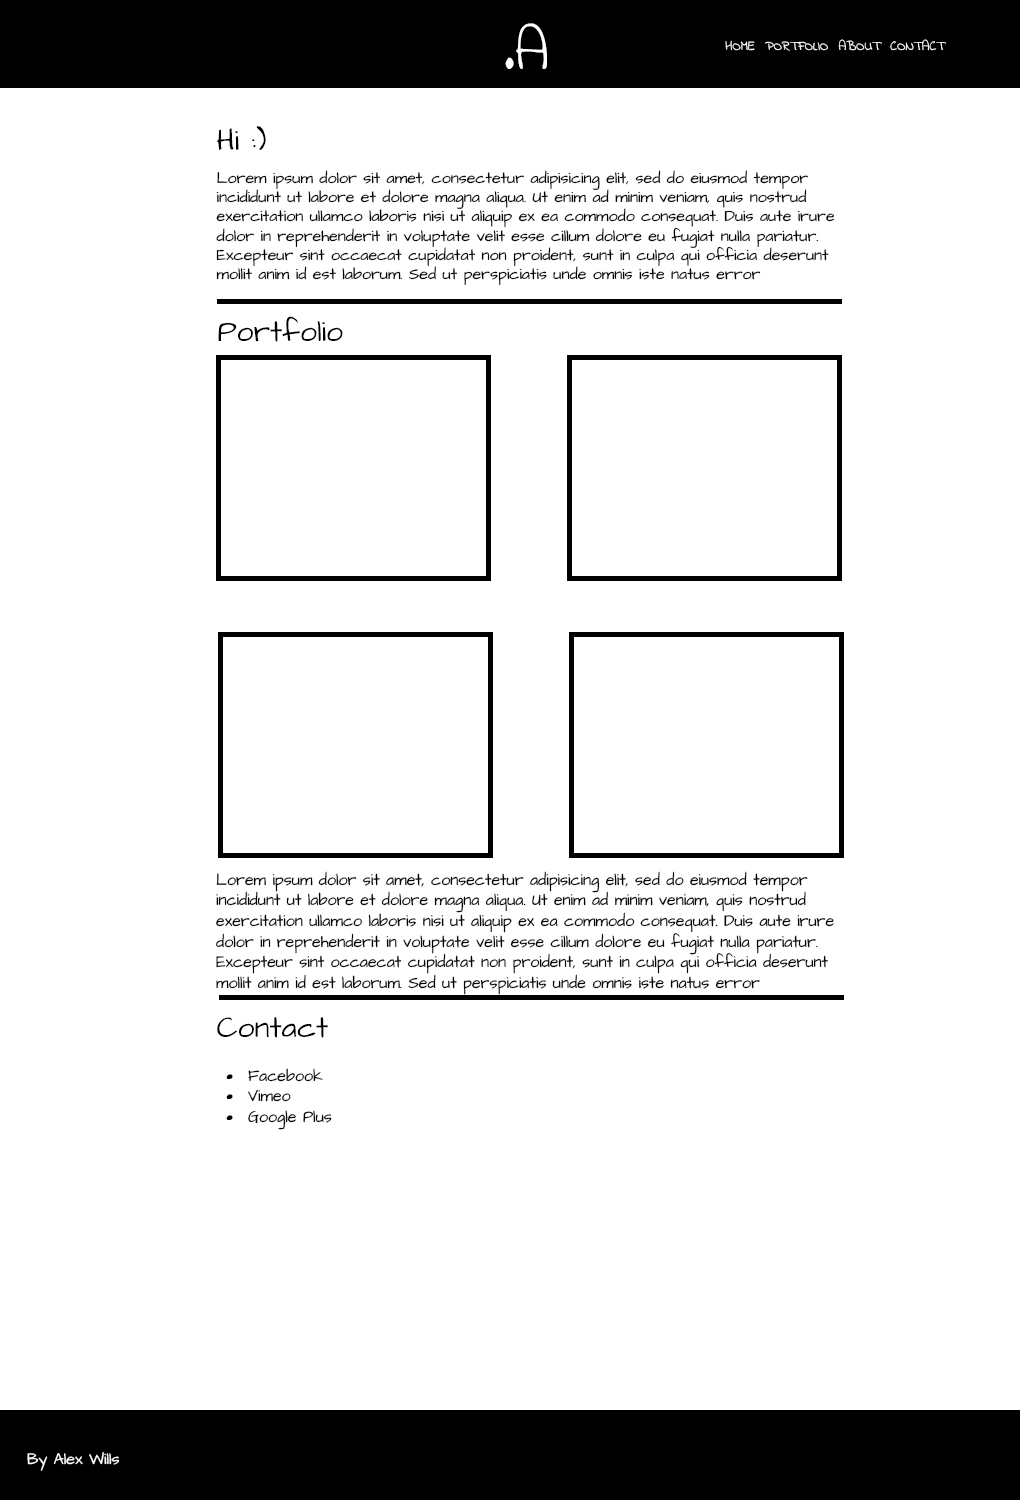 .A
HOME PORTFOLIO ABOUT CONTACT
Hi :)
Lorem ipsum dolor sit amet, consectetur adipisicing elit, sed do eiusmod tempor
incididunt ut labore et dolore magna aliqua. Ut enim ad minim veniam, quis nostrud
exercitation ullamco laboris nisi ut aliquip ex ea commodo consequat. Duis aute irure
dolor in reprehenderit in voluptate velit esse cillum dolore eu fugiat nulla pariatur.
Excepteur sint occaecat cupidatat non proident, sunt in culpa qui officia deserunt
mollit anim id est laborum. Sed ut perspiciatis unde omnis iste natus error
Portfolio
Lorem ipsum dolor sit amet, consectetur adipisicing elit, sed do eiusmod tempor
incididunt ut labore et dolore magna aliqua. Ut enim ad minim veniam, quis nostrud
exercitation ullamco laboris nisi ut aliquip ex ea commodo consequat. Duis aute irure
dolor in reprehenderit in voluptate velit esse cillum dolore eu fugiat nulla pariatur.
Excepteur sint occaecat cupidatat non proident, sunt in culpa qui officia deserunt
mollit anim id est laborum. Sed ut perspiciatis unde omnis iste natus error
Contact
• Facebook
• Vimeo
• Google Plus
By Alex Wills